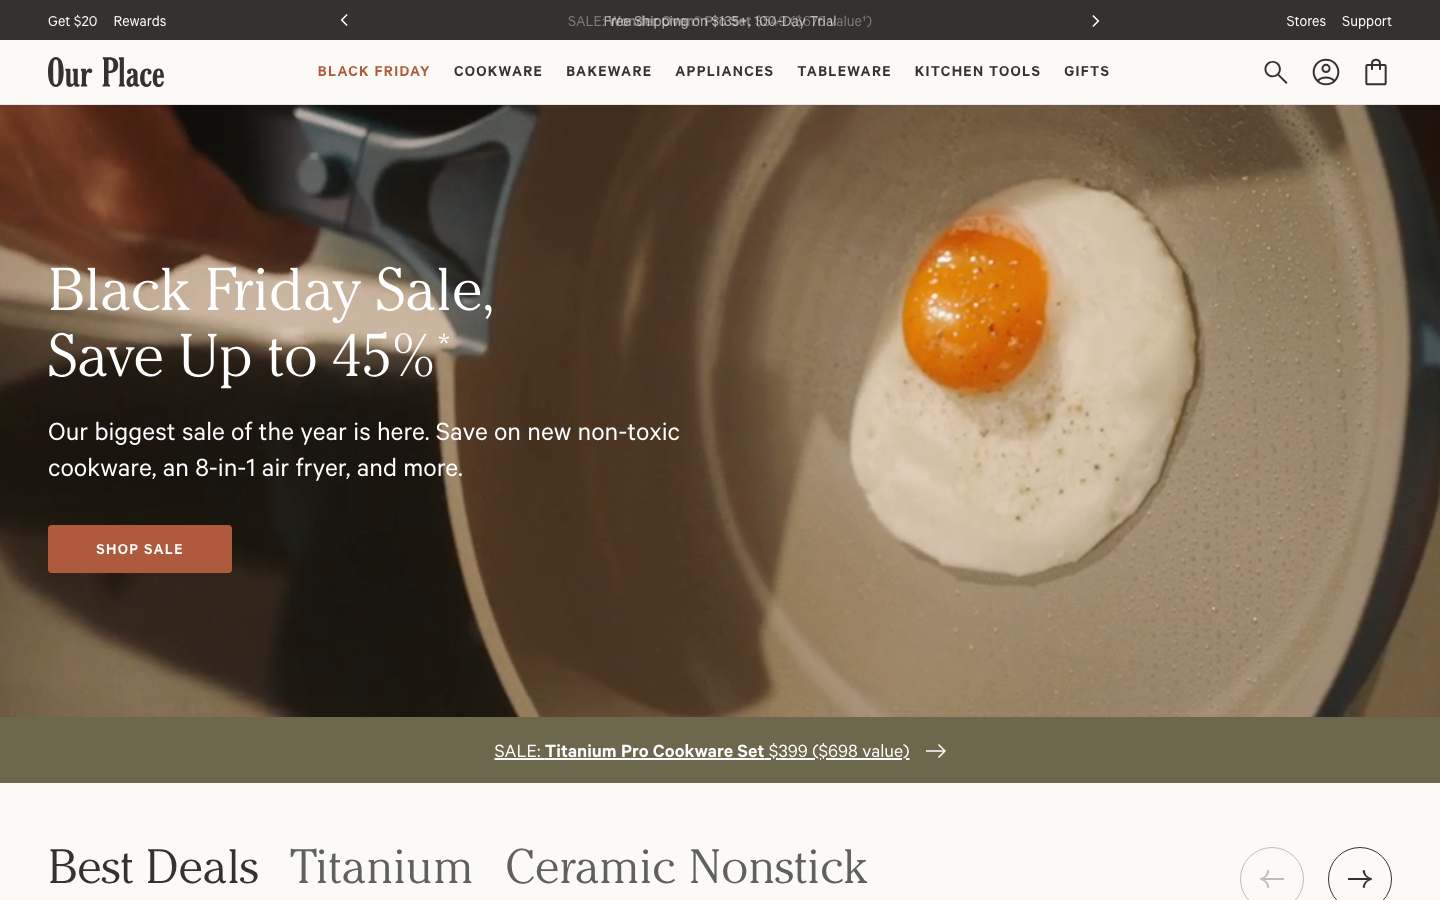 Get $20 Rewards
Stores Support
Our Place
BLACK FRIDAY COOKWARE BAKEWARE APPLIANCES TABLEWARE KITCHEN TOOLS GIFTS
Black Friday Sale,
Save Up to 45%*
Our biggest sale of the year is here. Save on new non-toxic
cookware, an 8-in-1 air fryer, and more.
SHOP SALE
SALE: Titanium Pro Cookware Set $399 ($698 value)
Best Deals Titanium Ceramic Nonstick